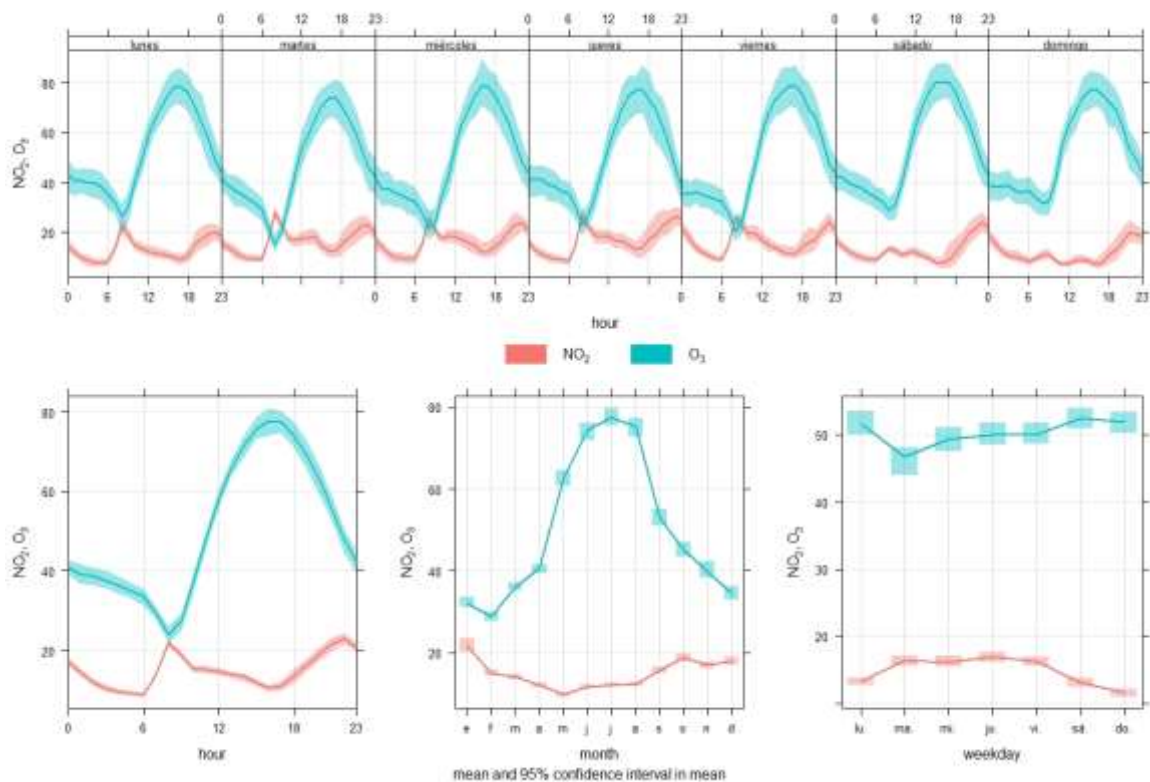 0 6 12 18 23 0 6 12 18 23 0 6 12 18 23
lunes martes miércoles jueves viernes sábado domingo
80
60
40
20
NO₂, O₃
0 6 12 18 23 0 6 12 18 23 0 6 12 18 23 0 6 12 18 23
hour
NO₂ O₃
80
60
40
20
NO₂, O₃
0 6 12 18 23
hour
80
60
40
20
NO₂, O₃
e f m a m j j a s o n d
month
50
40
30
20
NO₂, O₃
lu. ma. mi. ju. vi. sá. do.
weekday
mean and 95% confidence interval in mean